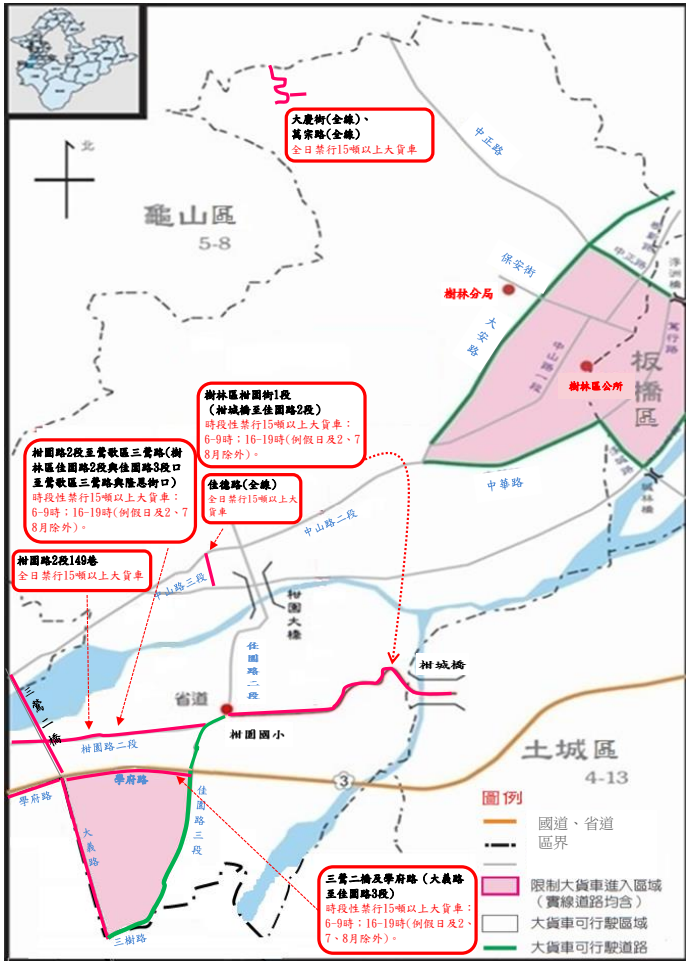 北
大慶街(全線)、
萬宗路(全線)
全日禁行15噸以上大貨車
中正路
龜山區
5-8
保安街
中正路
樹林分局
大安路
中山路一段
萬行路
板橋區
樹林區公所
樹林區柑園街1段
(柑城橋至佳園路2段)
時段性禁行15噸以上大貨車：
6-9時；16-19時(例假日及2、7
8月除外)。
柑園路2段至鶯歌區三鶯路(樹
林區佳園路2段與佳園路3段口
至鶯歌區三鶯路與隆恩街口)
時段性禁行15噸以上大貨車：
6-9時；16-19時(例假日及2、7
8月除外)。
佳德路(全線)
全日禁行15噸以上大
貨車
中華路
中山路二段
柑園路2段149巷
全日禁行15噸以上大貨車
中山路三段
柑園大橋
佳園路二段
柑城橋
三鶯二橋
省道
柑園國小
柑園路二段
土城區
4-13
3
學府路
學府路
大義路
佳園路三段
三樹路
三鶯二橋及學府路（大義路
至佳園路3段）
時段性禁行15噸以上大貨車：
6-9時；16-19時(例假日及2、
7、8月除外)。
圖例
國道、省道
區界
限制大貨車進入區域
（實線道路均含）
大貨車可行駛區域
大貨車可行駛道路